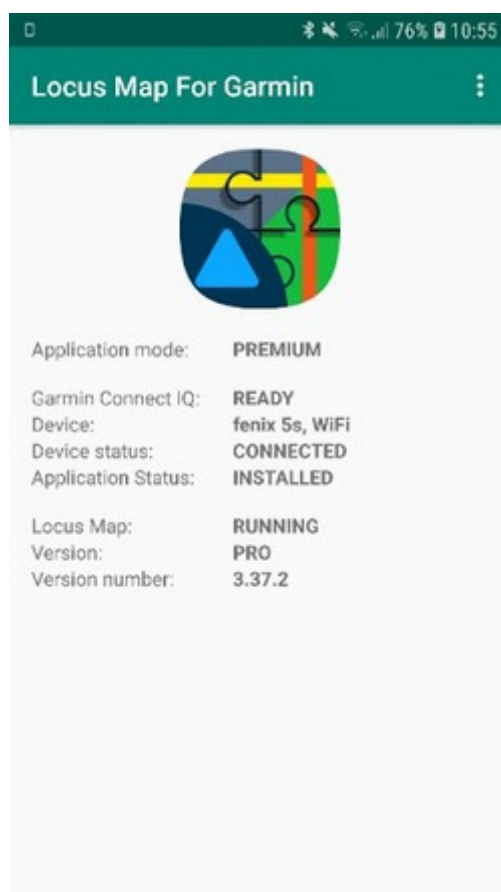 76% 10:55
Locus Map For Garmin
Application mode: PREMIUM
Garmin Connect IQ: READY
Device: fenix 5s, WiFi
Device status: CONNECTED
Application Status: INSTALLED
Locus Map: RUNNING
Version: PRO
Version number: 3.37.2